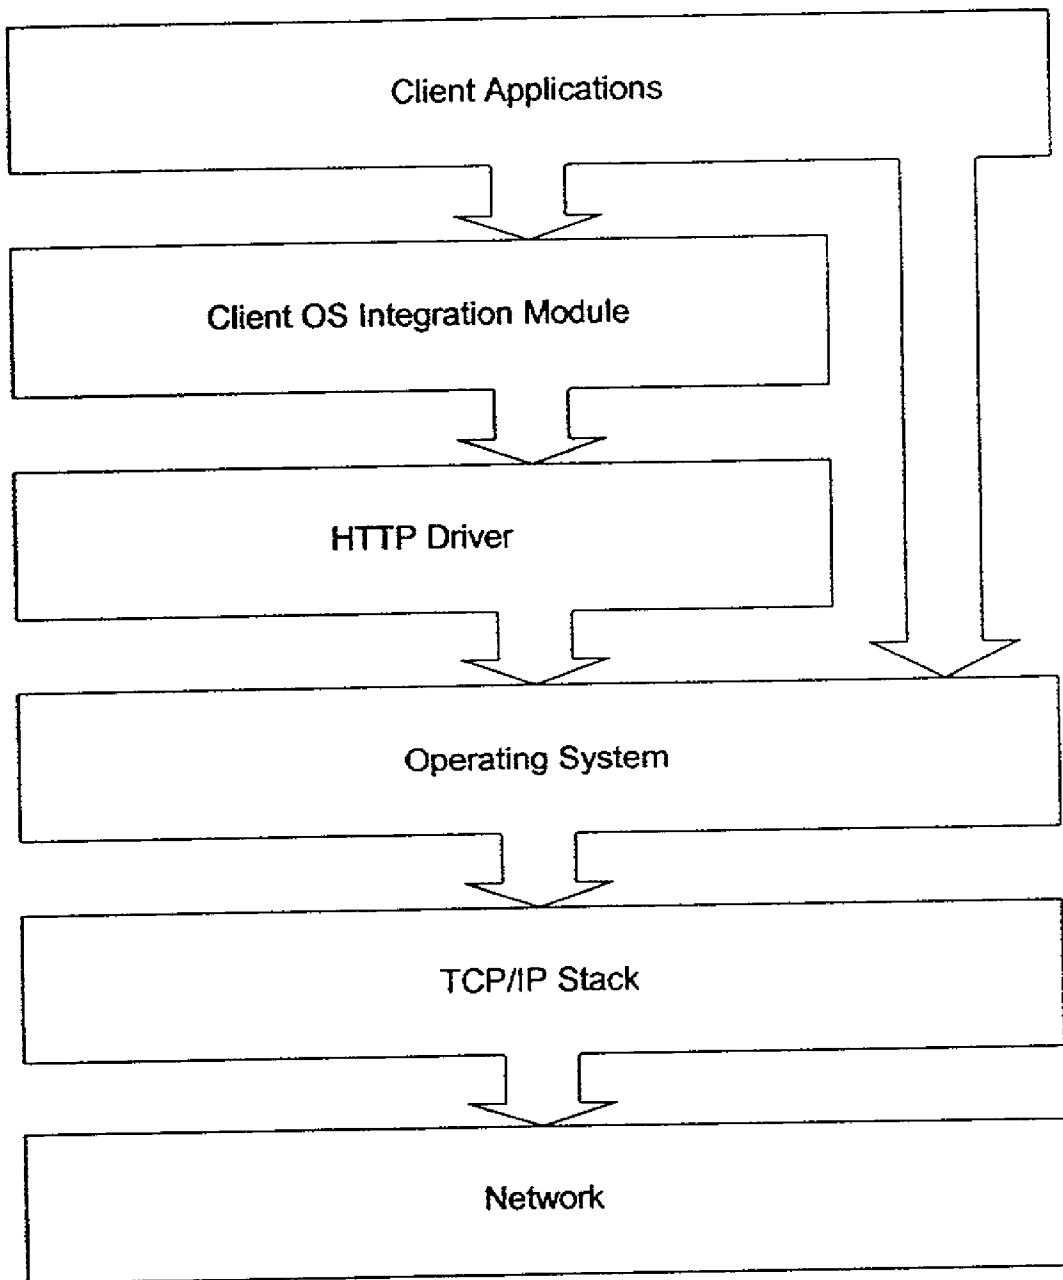 Client Applications
Client OS Integration Module
HTTP Driver
Operating System
TCP/IP Stack
Network